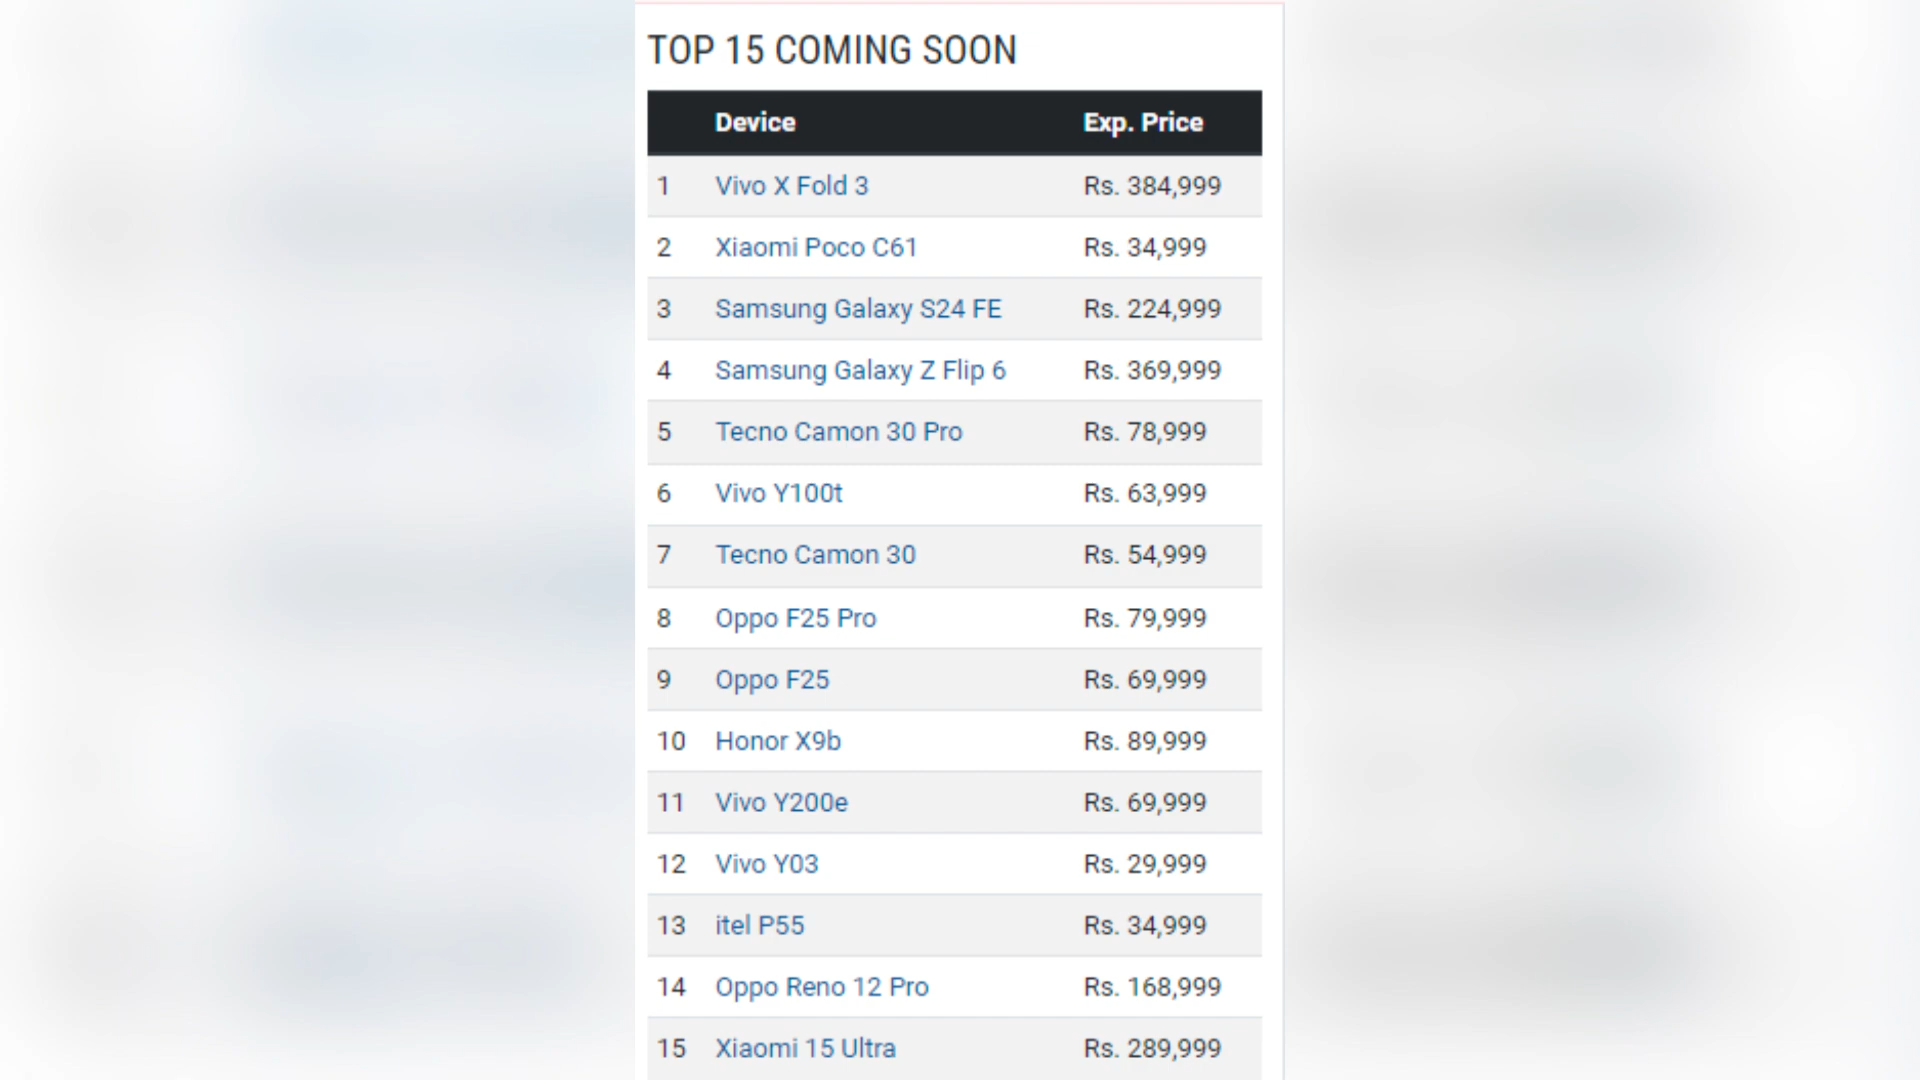 TOP 15 COMING SOON
Device Exp. Price
1 Vivo X Fold 3 Rs. 384,999
2 Xiaomi Poco C61 Rs. 34,999
3 Samsung Galaxy S24 FE Rs. 224,999
4 Samsung Galaxy Z Flip 6 Rs. 369,999
5 Tecno Camon 30 Pro Rs. 78,999
6 Vivo Y100t Rs. 63,999
7 Tecno Camon 30 Rs. 54,999
8 Oppo F25 Pro Rs. 79,999
9 Oppo F25 Rs. 69,999
10 Honor X9b Rs. 89,999
11 Vivo Y200e Rs. 69,999
12 Vivo Y03 Rs. 29,999
13 itel P55 Rs. 34,999
14 Oppo Reno 12 Pro Rs. 168,999
15 Xiaomi 15 Ultra Rs. 289,999